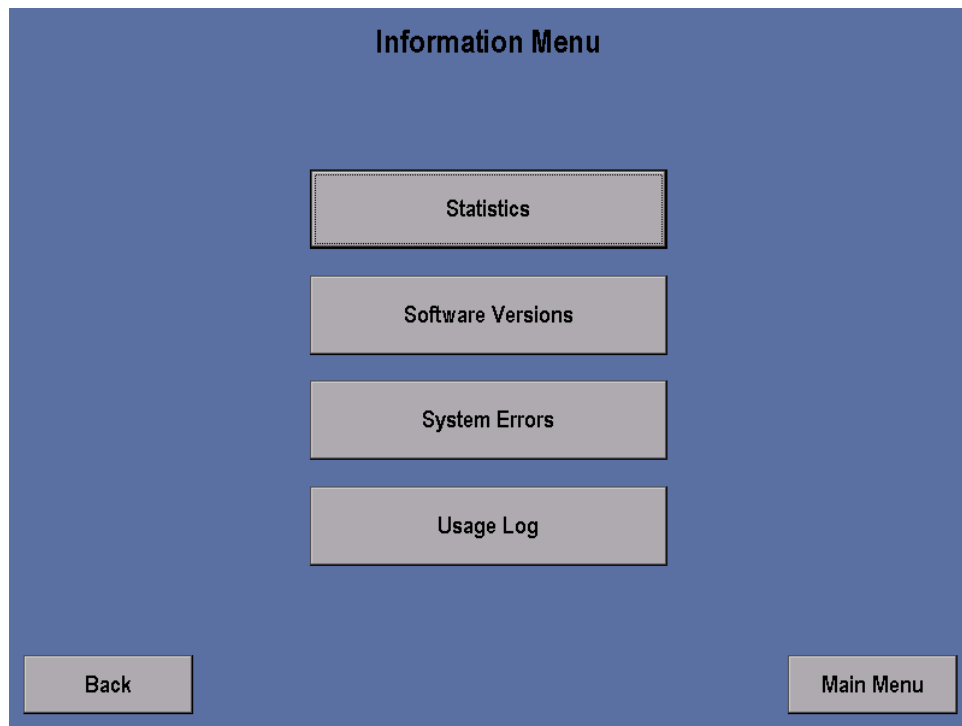 Information Menu
Statistics
Software Versions
System Errors
Usage Log
Back
Main Menu